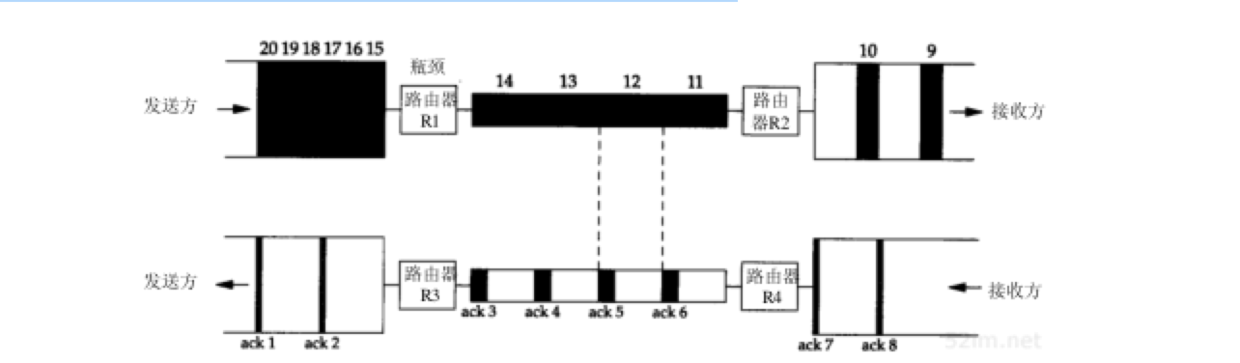 20 19 18 17 16 15
瓶颈
14 13 12 11
10 9
发送方
路由器
R1
路由
器R2
接收方
发送方
路由器
R3
路由器
R4
接收方
ack 3 ack 4 ack 5 ack 6
ack 1 ack 2
ack 7 ack 8
52im.net